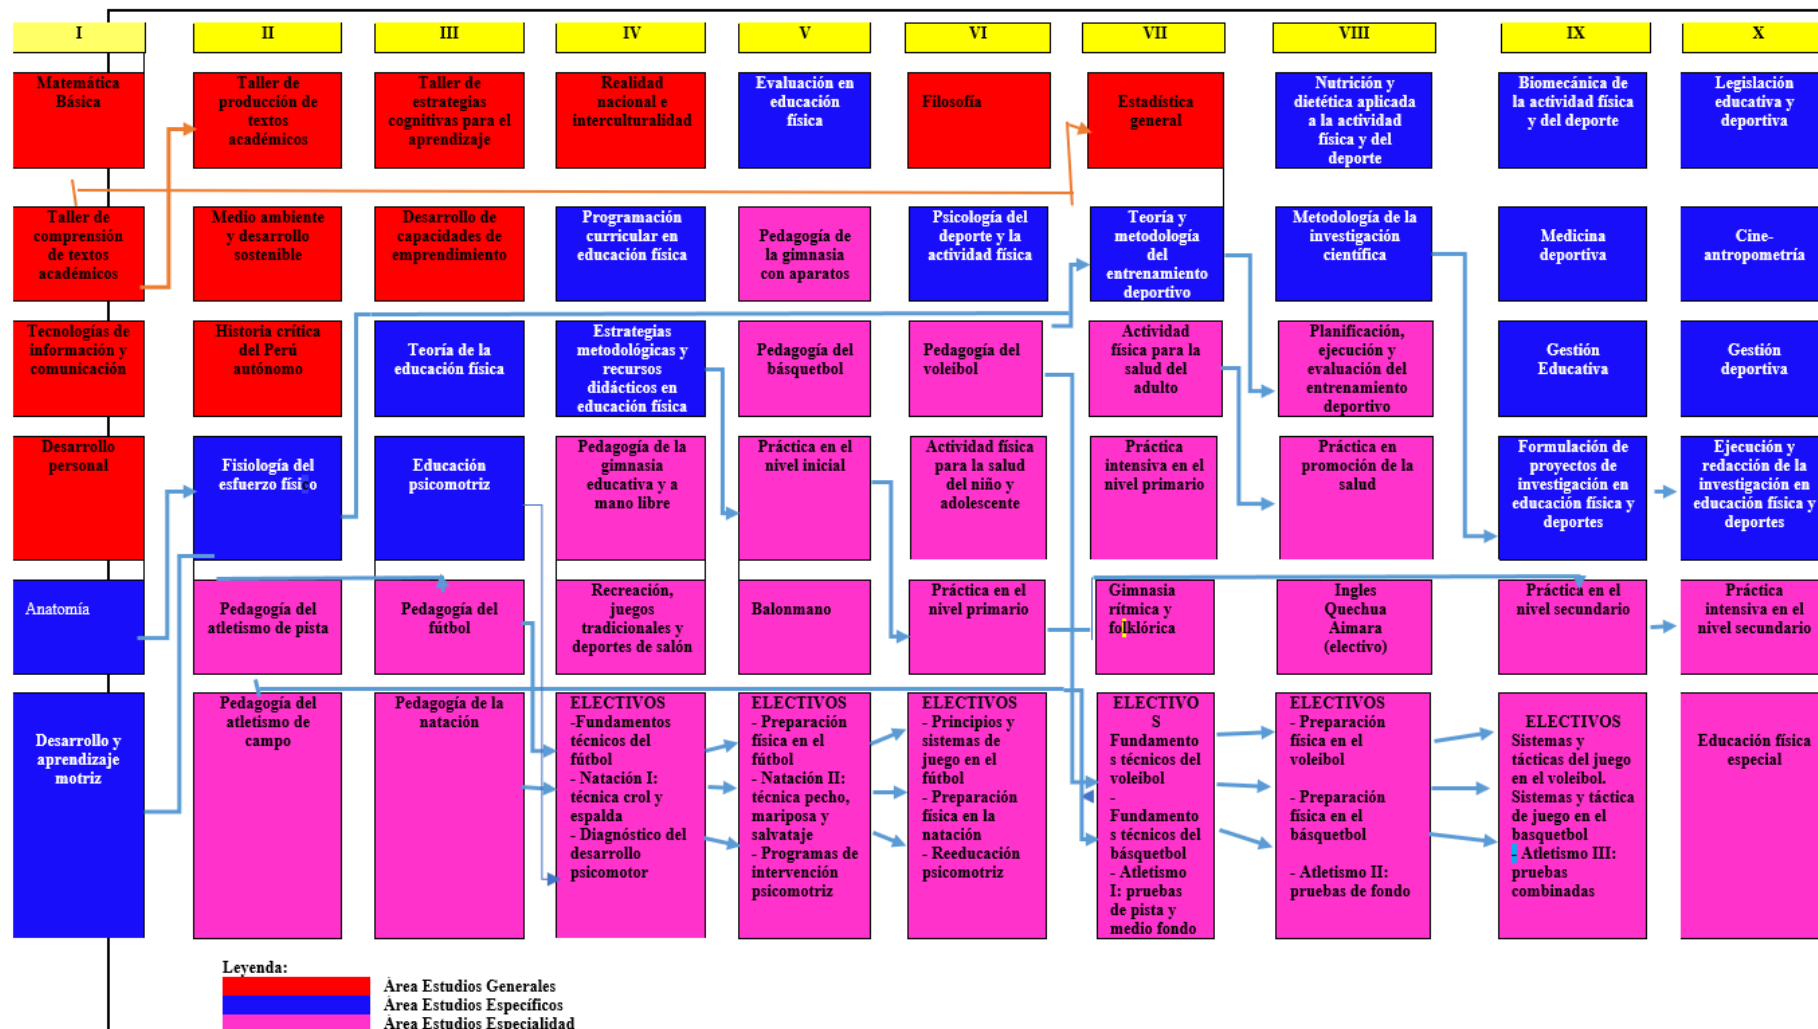 I
II
III
IV
V
VI
VII
VIII
IX
X
Matemática
Básica
Taller de
producción de
textos
académicos
Taller de
estrategias
cognitivas para el
aprendizaje
Realidad
nacional e
interculturalidad
Evaluación en
educación
física
Filosofía
Estadística
general
Nutrición y
dietética aplicada
a la actividad
física y del
deporte
Biomecánica de
la actividad física
y del deporte
Legislación
educativa y
deportiva
Taller de
comprensión
de textos
académicos
Medio ambiente
y desarrollo
sostenible
Desarrollo de
capacidades de
emprendimiento
Programación
curricular en
educación física
Pedagogía de
la gimnasia
con aparatos
Psicología del
deporte y la
actividad física
Teoría y
metodología
del
entrenamiento
deportivo
Metodología de la
investigación
científica
Medicina
deportiva
Cine-
antropometría
Tecnologías de
información y
comunicación
Historia crítica
del Perú
autónomo
Teoría de la
educación física
Estrategias
metodológicas y
recursos
didácticos en
educación física
Pedagogía del
básquetbol
Pedagogía del
voleibol
Actividad
física para la
salud del
adulto
Planificación,
ejecución y
evaluación del
entrenamiento
deportivo
Gestión
Educativa
Gestión
deportiva
Desarrollo
personal
Fisiología del
esfuerzo físico
Educación
psicomotriz
Pedagogía de la
gimnasia
educativa y a
mano libre
Práctica en el
nivel inicial
Actividad física
para la salud
del niño y
adolescente
Práctica
intensiva en el
nivel primario
Práctica en
promoción de la
salud
Formulación de
proyectos de
investigación en
educación física y
deportes
Ejecución y
redacción de la
investigación en
educación física y
deportes
Anatomía
Pedagogía del
atletismo de pista
Pedagogía del
fútbol
Recreación,
juegos
tradicionales y
deportes de salón
Balonmano
Práctica en el
nivel primario
Gimnasia
rítmica y
folklórica
Ingles
Quechua
Aimara
(electivo)
Práctica en el
nivel secundario
Práctica
intensiva en el
nivel secundario
Desarrollo y
aprendizaje
motriz
Pedagogía del
atletismo de
campo
Pedagogía de la
natación
ELECTIVOS
-Fundamentos
técnicos del
fútbol
- Natación I:
técnica crol y
espalda
- Diagnóstico del
desarrollo
psicomotor
ELECTIVOS
- Preparación
física en el
fútbol
- Natación II:
técnica pecho,
mariposa y
salvataje
- Programas de
intervención
psicomotriz
ELECTIVOS
- Principios y
sistemas de
juego en el
fútbol
- Preparación
física en la
natación
- Reeducación
psicomotriz
ELECTIVO
S
Fundamento
s técnicos del
voleibol
-
Fundamento
s técnicos del
básquetbol
- Atletismo
I: pruebas
de pista y
medio fondo
ELECTIVOS
- Preparación
física en el
voleibol
- Preparación
física en el
básquetbol
- Atletismo II:
pruebas de fondo
ELECTIVOS
Sistemas y
tácticas del juego
en el voleibol.
Sistemas y táctica
de juego en el
basquetbol
- Atletismo III:
pruebas
combinadas
Educación física
especial
Leyenda:
Área Estudios Generales
Área Estudios Específicos
Área Estudios Especialidad